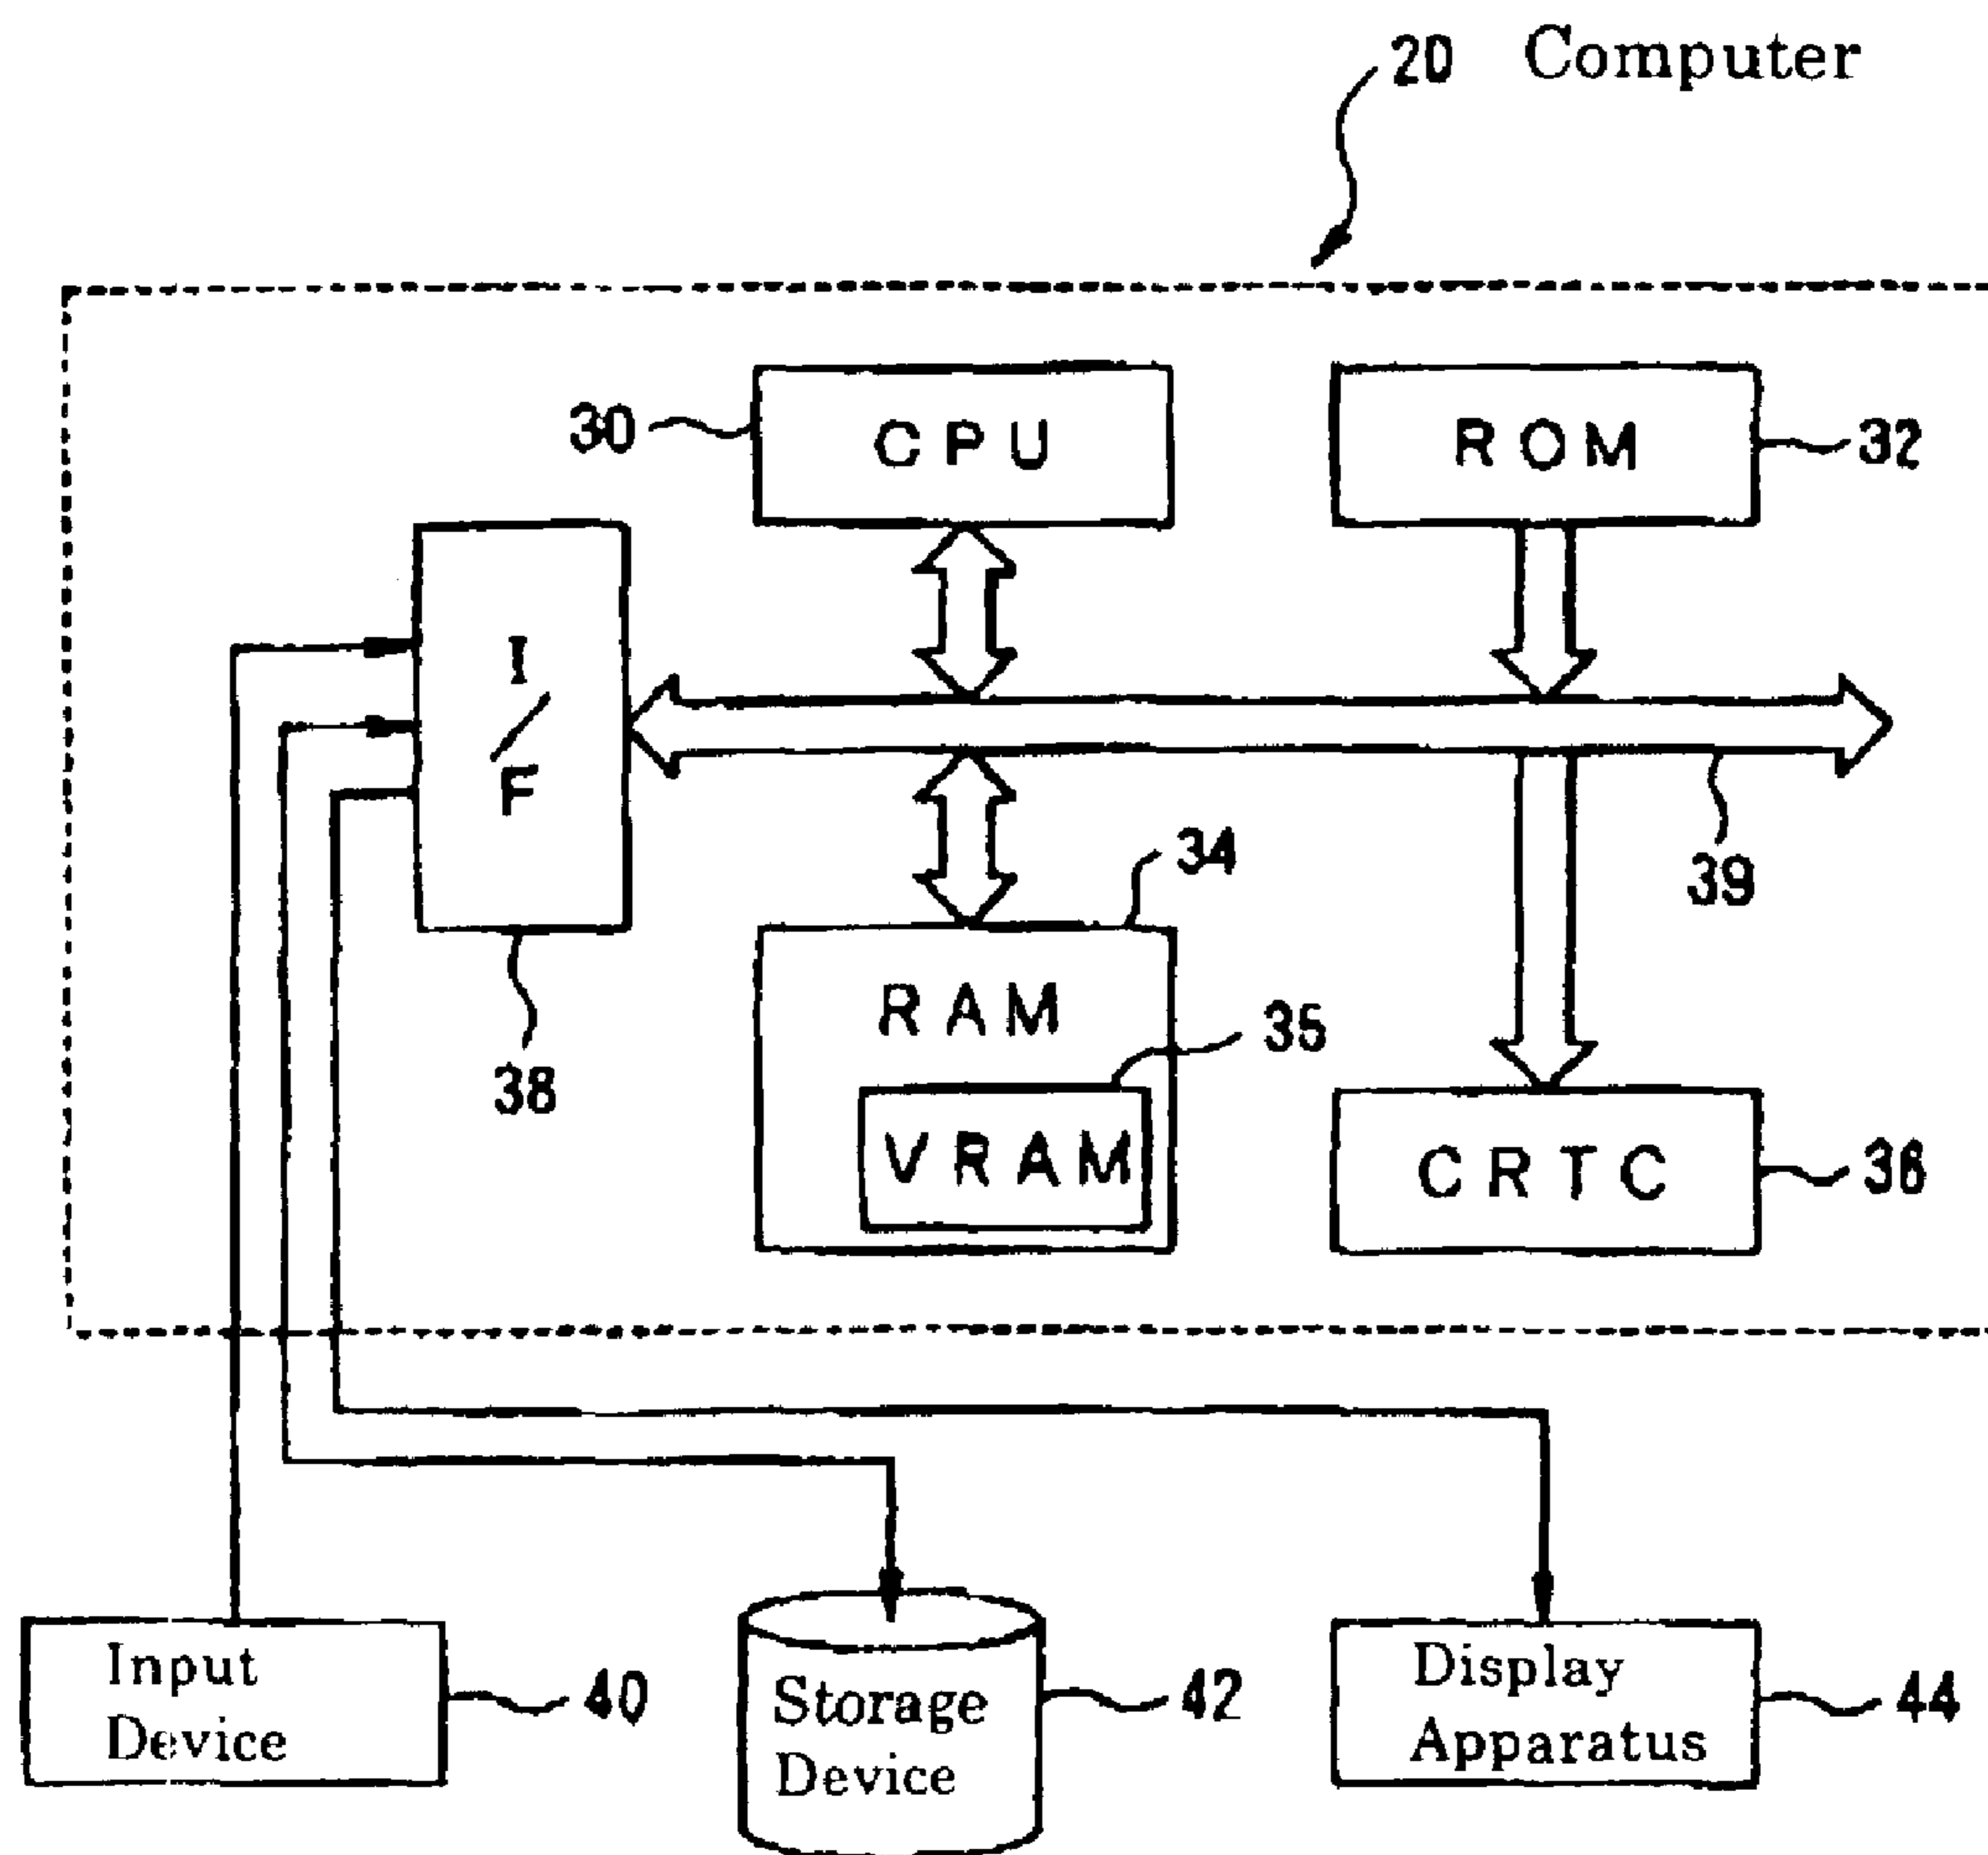 20 Computer
30
CPU
ROM
32
I
/
F
34
39
RAM
35
38
VRAM
CRTC
36
Input
Device
40
Storage
Device
42
Display
Apparatus
44